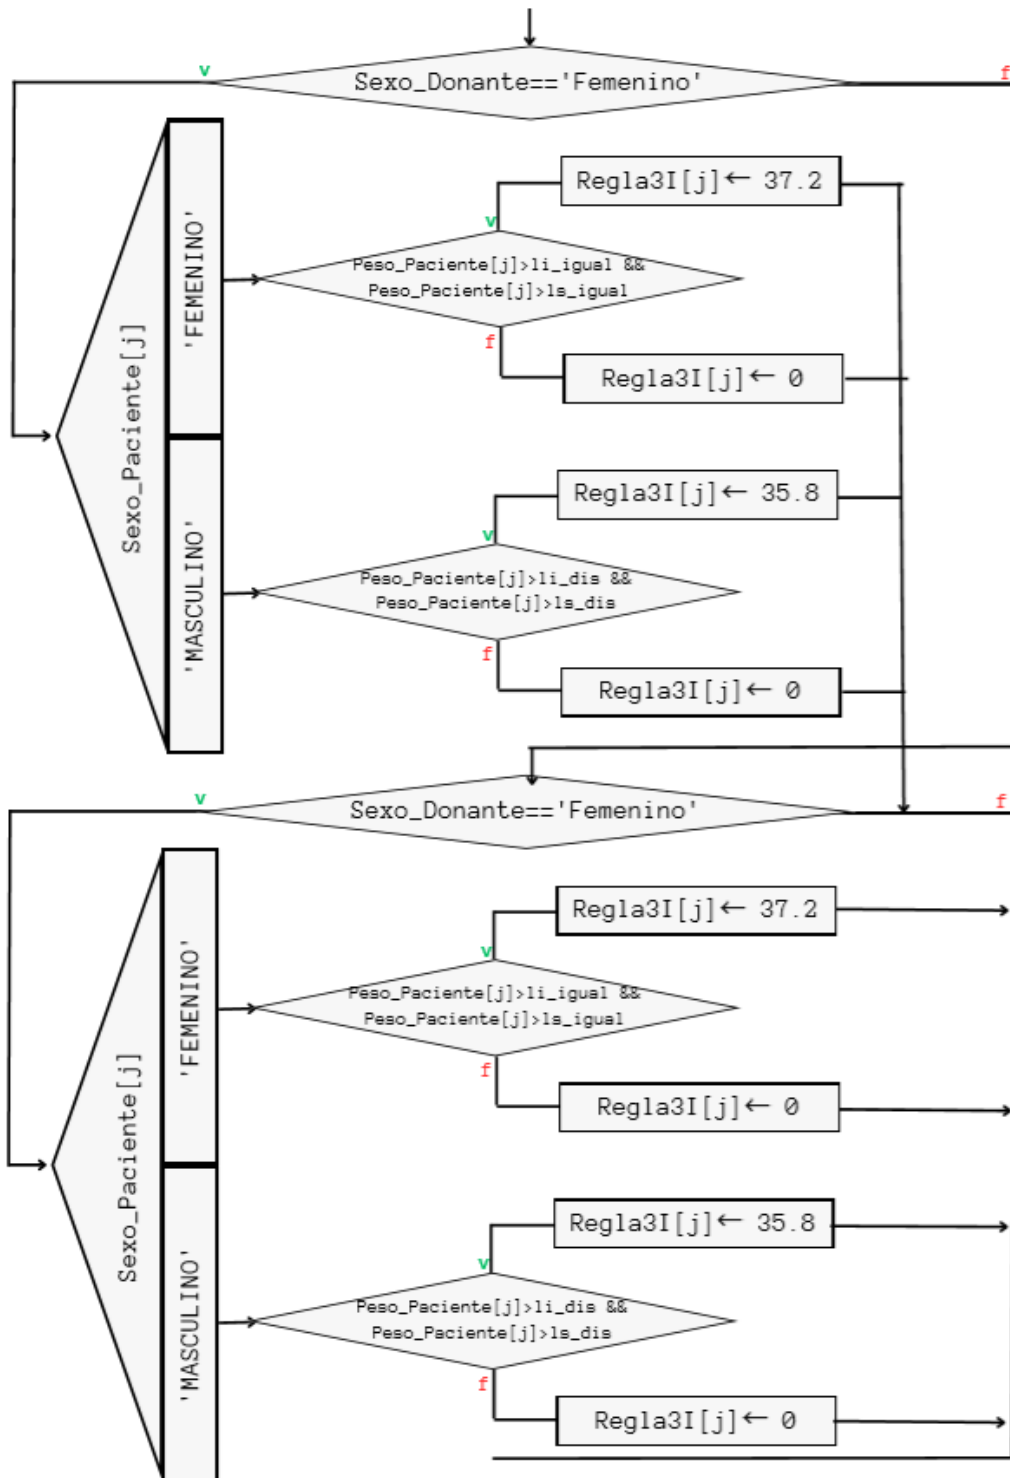 v
Sexo_Donante=='Femenino'
f
Sexo_Paciente[j]
'FEMENINO'
Regla3I[j]← 37.2
v
Peso_Paciente[j]>li_igual &&
Peso_Paciente[j]>ls_igual
f
Regla3I[j]← 0
'MASCULINO'
Regla3I[j]← 35.8
v
Peso_Paciente[j]>li_dis &&
Peso_Paciente[j]>ls_dis
f
Regla3I[j]← 0
v
Sexo_Donante=='Femenino'
f
Sexo_Paciente[j]
'FEMENINO'
Regla3I[j]← 37.2
v
Peso_Paciente[j]>li_igual &&
Peso_Paciente[j]>ls_igual
f
Regla3I[j]← 0
'MASCULINO'
Regla3I[j]← 35.8
v
Peso_Paciente[j]>li_dis &&
Peso_Paciente[j]>ls_dis
f
Regla3I[j]← 0